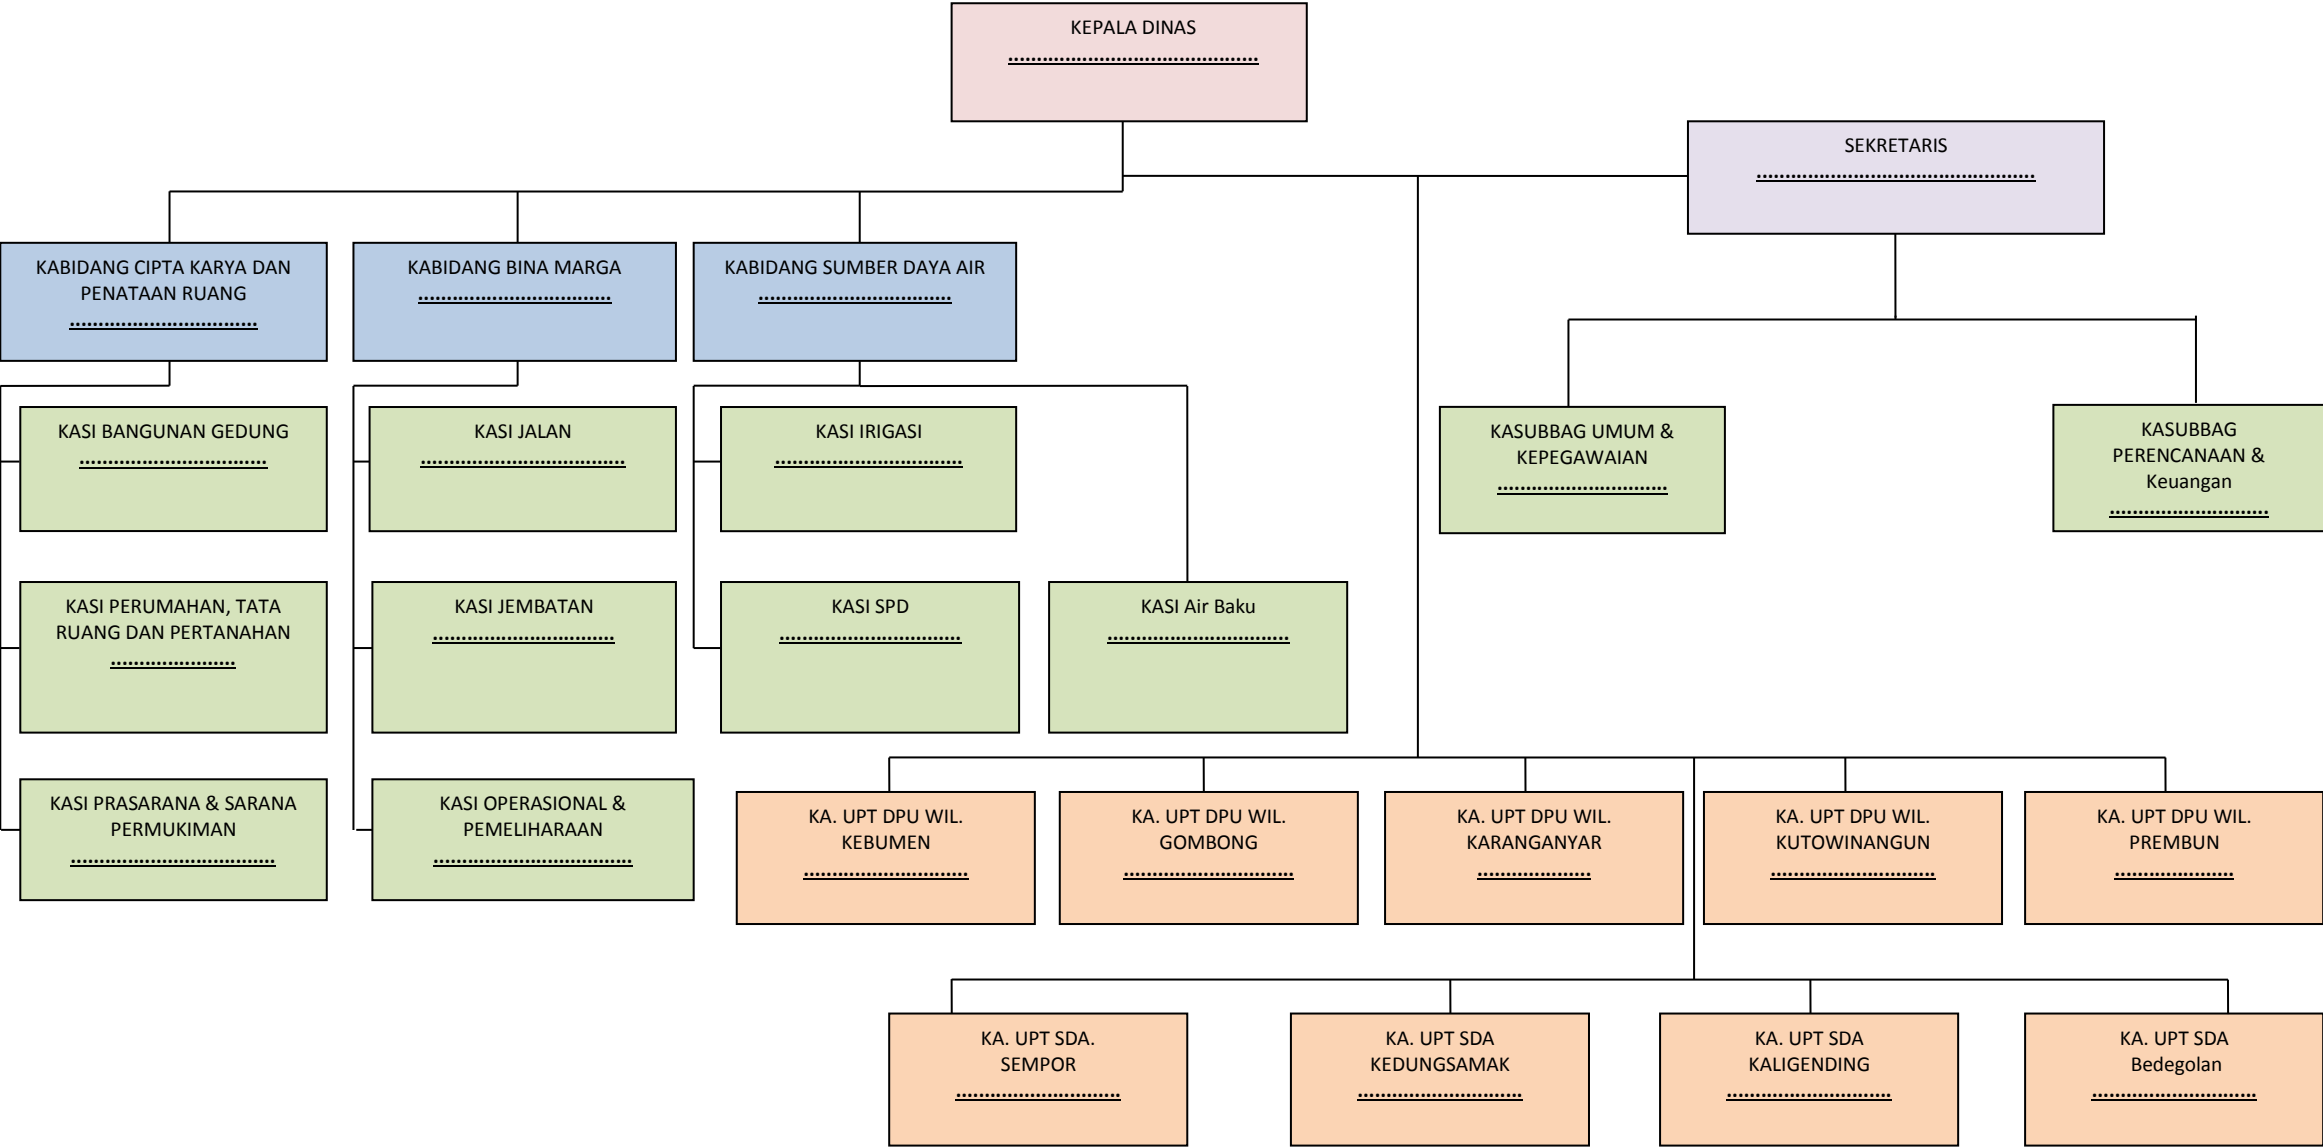 KEPALA DINAS
...........................................
SEKRETARIS
................................................
KABIDANG CIPTA KARYA DAN
PENATAAN RUANG
................................
KABIDANG BINA MARGA
.................................
KABIDANG SUMBER DAYA AIR
.................................
KASI BANGUNAN GEDUNG
................................
KASI JALAN
...................................
KASI IRIGASI
................................
KASUBBAG UMUM &
KEPEGAWAIAN
.............................
KASUBBAG
PERENCANAAN &
Keuangan
...........................
KASI PERUMAHAN, TATA
RUANG DAN PERTANAHAN
.....................
KASI JEMBATAN
...............................
KASI SPD
...............................
KASI Air Baku
...............................
KASI PRASARANA & SARANA
PERMUKIMAN
...................................
KASI OPERASIONAL &
PEMELIHARAAN
..................................
KA. UPT DPU WIL.
KEBUMEN
............................
KA. UPT DPU WIL.
GOMBONG
.............................
KA. UPT DPU WIL.
KARANGANYAR
...................
KA. UPT DPU WIL.
KUTOWINANGUN
............................
KA. UPT DPU WIL.
PREMBUN
....................
KA. UPT SDA.
SEMPOR
............................
KA. UPT SDA
KEDUNGSAMAK
............................
KA. UPT SDA
KALIGENDING
............................
KA. UPT SDA
Bedegolan
............................